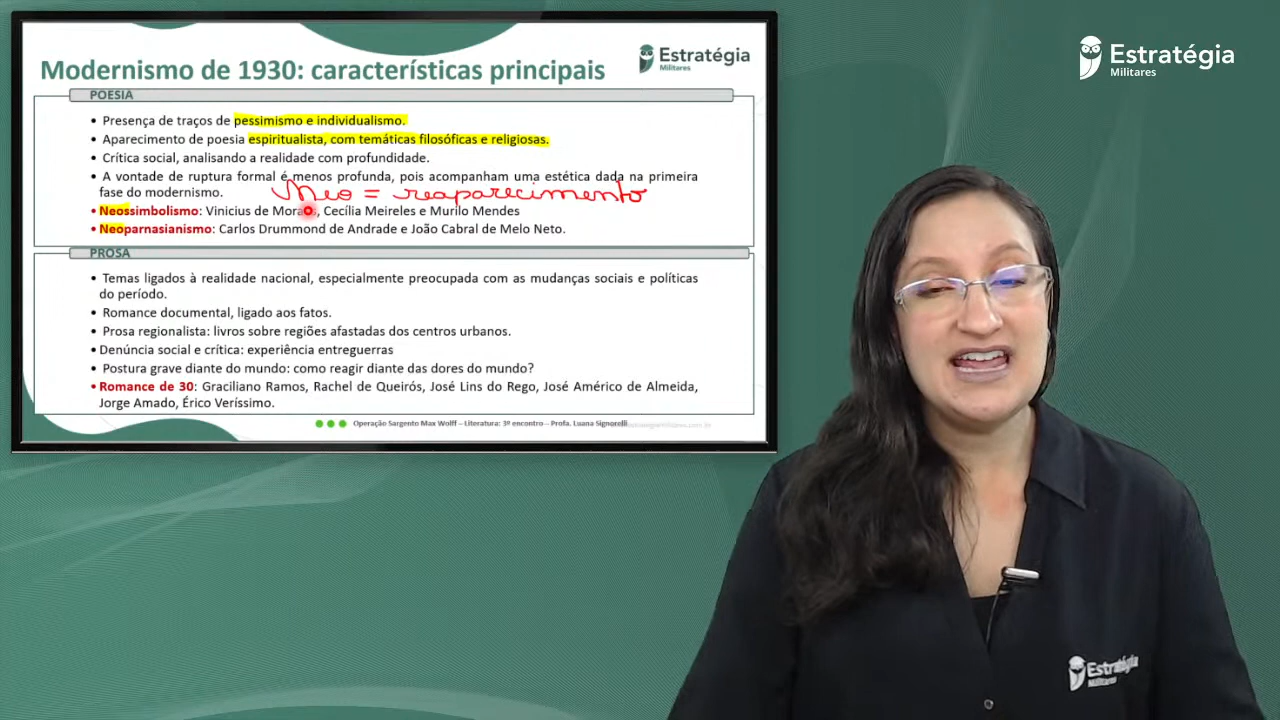 Modernismo de 1930: características principais
Estratégia
Militares
POESIA
• Presença de traços de pessimismo e individualismo.
• Aparecimento de poesia espiritualista, com temáticas filosóficas e religiosas.
• Crítica social, analisando a realidade com profundidade.
• A vontade de ruptura formal é menos profunda, pois acompanham uma estética dada na primeira
fase do modernismo.
Neo = reaparecimento
• Neossimbolismo: Vinicius de Moraes, Cecília Meireles e Murilo Mendes
• Neoparnasianismo: Carlos Drummond de Andrade e João Cabral de Melo Neto.
PROSA
• Temas ligados à realidade nacional, especialmente preocupada com as mudanças sociais e políticas
do período.
• Romance documental, ligado aos fatos.
• Prosa regionalista: livros sobre regiões afastadas dos centros urbanos.
• Denúncia social e crítica: experiência entreguerras
• Postura grave diante do mundo: como reagir diante das dores do mundo?
• Romance de 30: Graciliano Ramos, Rachel de Queirós, José Lins do Rego, José Américo de Almeida,
Jorge Amado, Érico Veríssimo.
Operação Sargento Max Wolff – Literatura: 3º encontro – Profa. Luana Signorelli
Estratégia
Militares
Estratégia
Militares